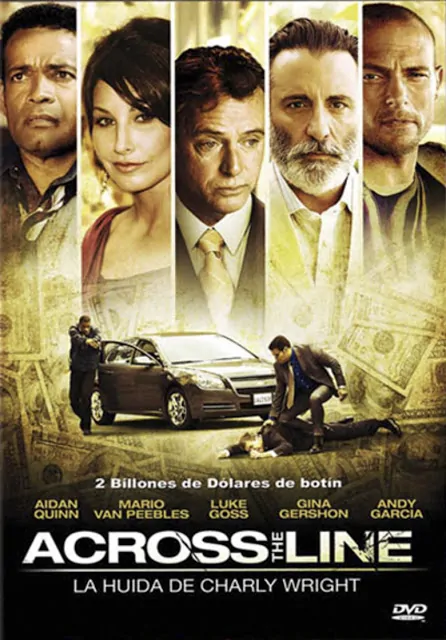 2 Billones de Dólares de botín
AIDAN QUINN MARIO VAN PEEBLES LUKE GOSS GINA GERSHON ANDY GARCIA
ACROSS THE LINE
LA HUIDA DE CHARLY WRIGHT
DVD
VIDEO